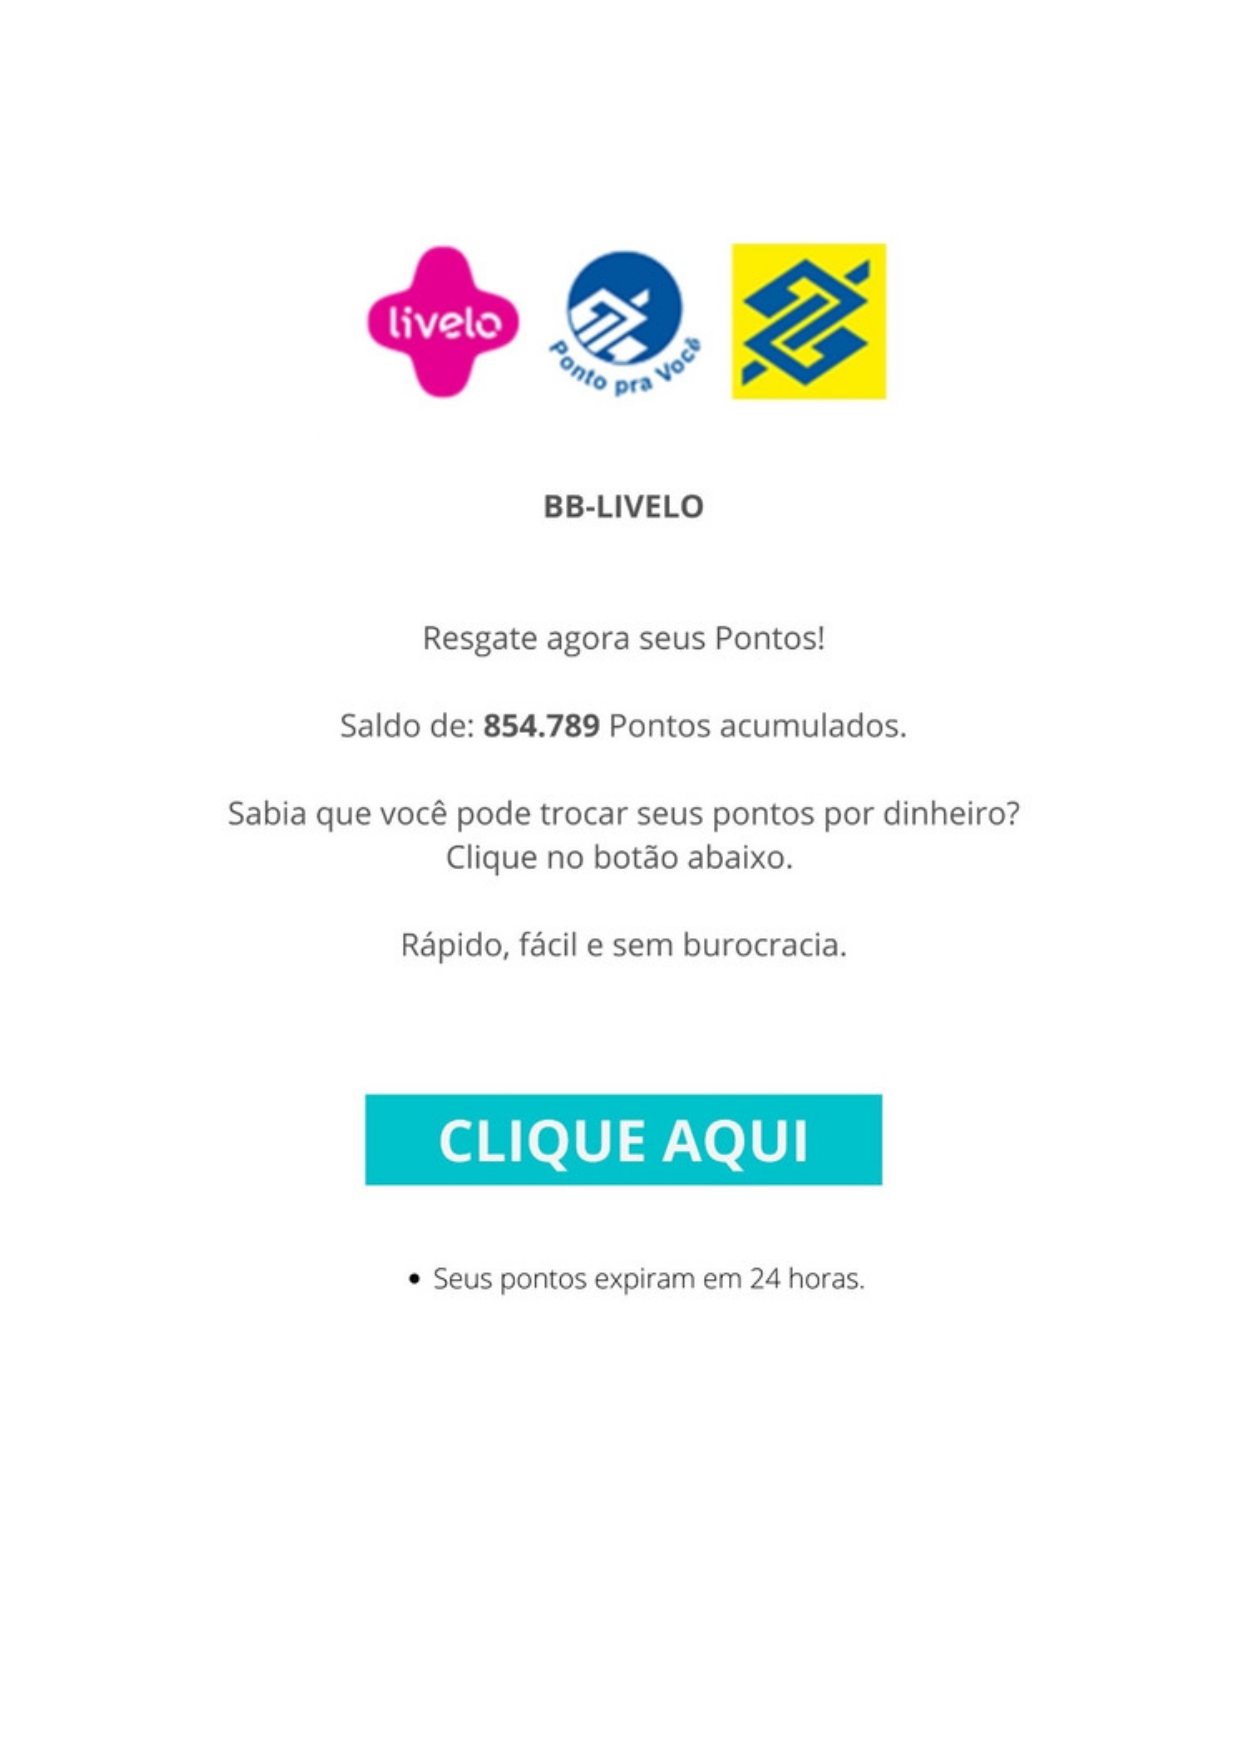 livelo
Ponto pra Você
BB-LIVELO
Resgate agora seus Pontos!
Saldo de: 854.789 Pontos acumulados.
Sabia que você pode trocar seus pontos por dinheiro?
Clique no botão abaixo.
Rápido, fácil e sem burocracia.
CLIQUE AQUI
• Seus pontos expiram em 24 horas.